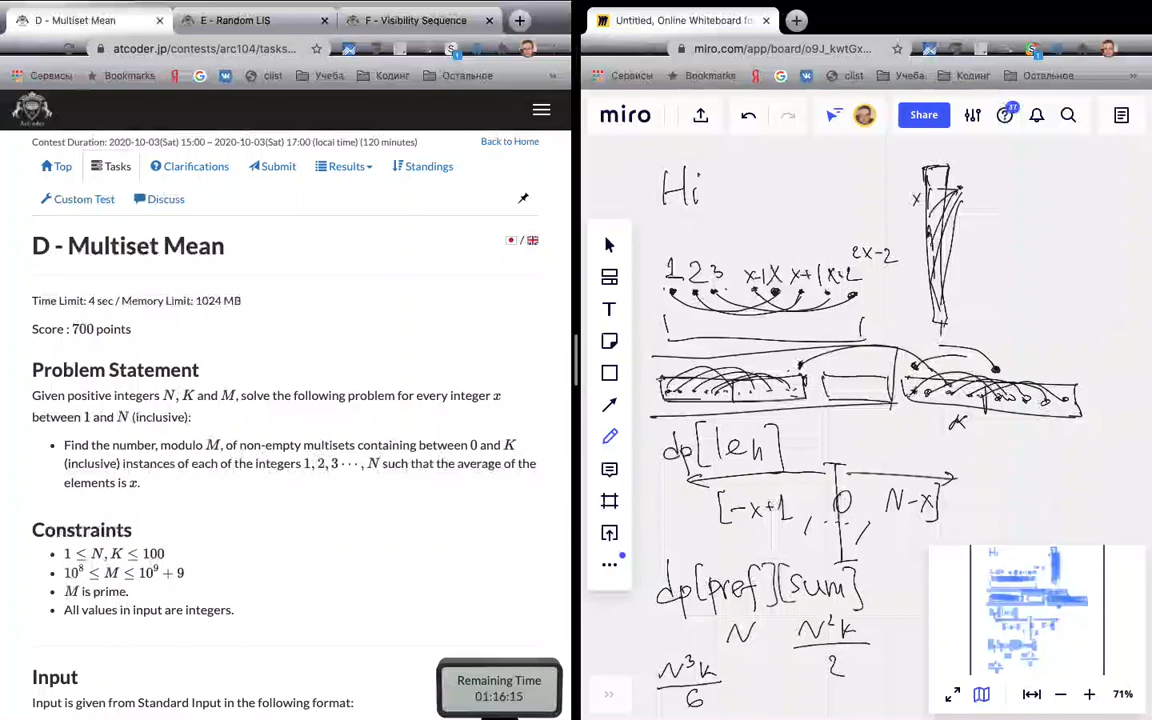 D - Multiset Mean
E - Random LIS
F - Visibility Sequence
atcoder.jp/contests/arc104/tasks...
Сервисы
Bookmarks
clist
Учеба
Кодинг
Остальное
Contest Duration: 2020-10-03(Sat) 15:00 ~ 2020-10-03(Sat) 17:00 (local time) (120 minutes)
Back to Home
Top
Tasks
Clarifications
Submit
Results
Standings
Custom Test
Discuss
D - Multiset Mean
/
Time Limit: 4 sec / Memory Limit: 1024 MB
Score : 700 points
Problem Statement
Given positive integers N, K and M, solve the following problem for every integer x
between 1 and N (inclusive):
Find the number, modulo M, of non-empty multisets containing between 0 and K
(inclusive) instances of each of the integers 1, 2, 3 ⋯, N such that the average of the
elements is x.
Constraints
1 ≤ N, K ≤ 100
10^8 ≤ M ≤ 10^9 + 9
M is prime.
All values in input are integers.
Input
Input is given from Standard Input in the following format:
Remaining Time
01:16:15
Untitled, Online Whiteboard fo
miro.com/app/board/o9J_kwtGx...
Сервисы
Bookmarks
clist
Учеба
Кодинг
Остальное
miro
Share
37
Hi
x
2x-2
1 2 3 x-1 x x+1 x+2
K
dp[len]
[-x+1, 0, N-x]
dp[pref][sum]
N
N²K
2
N³K
6
71%